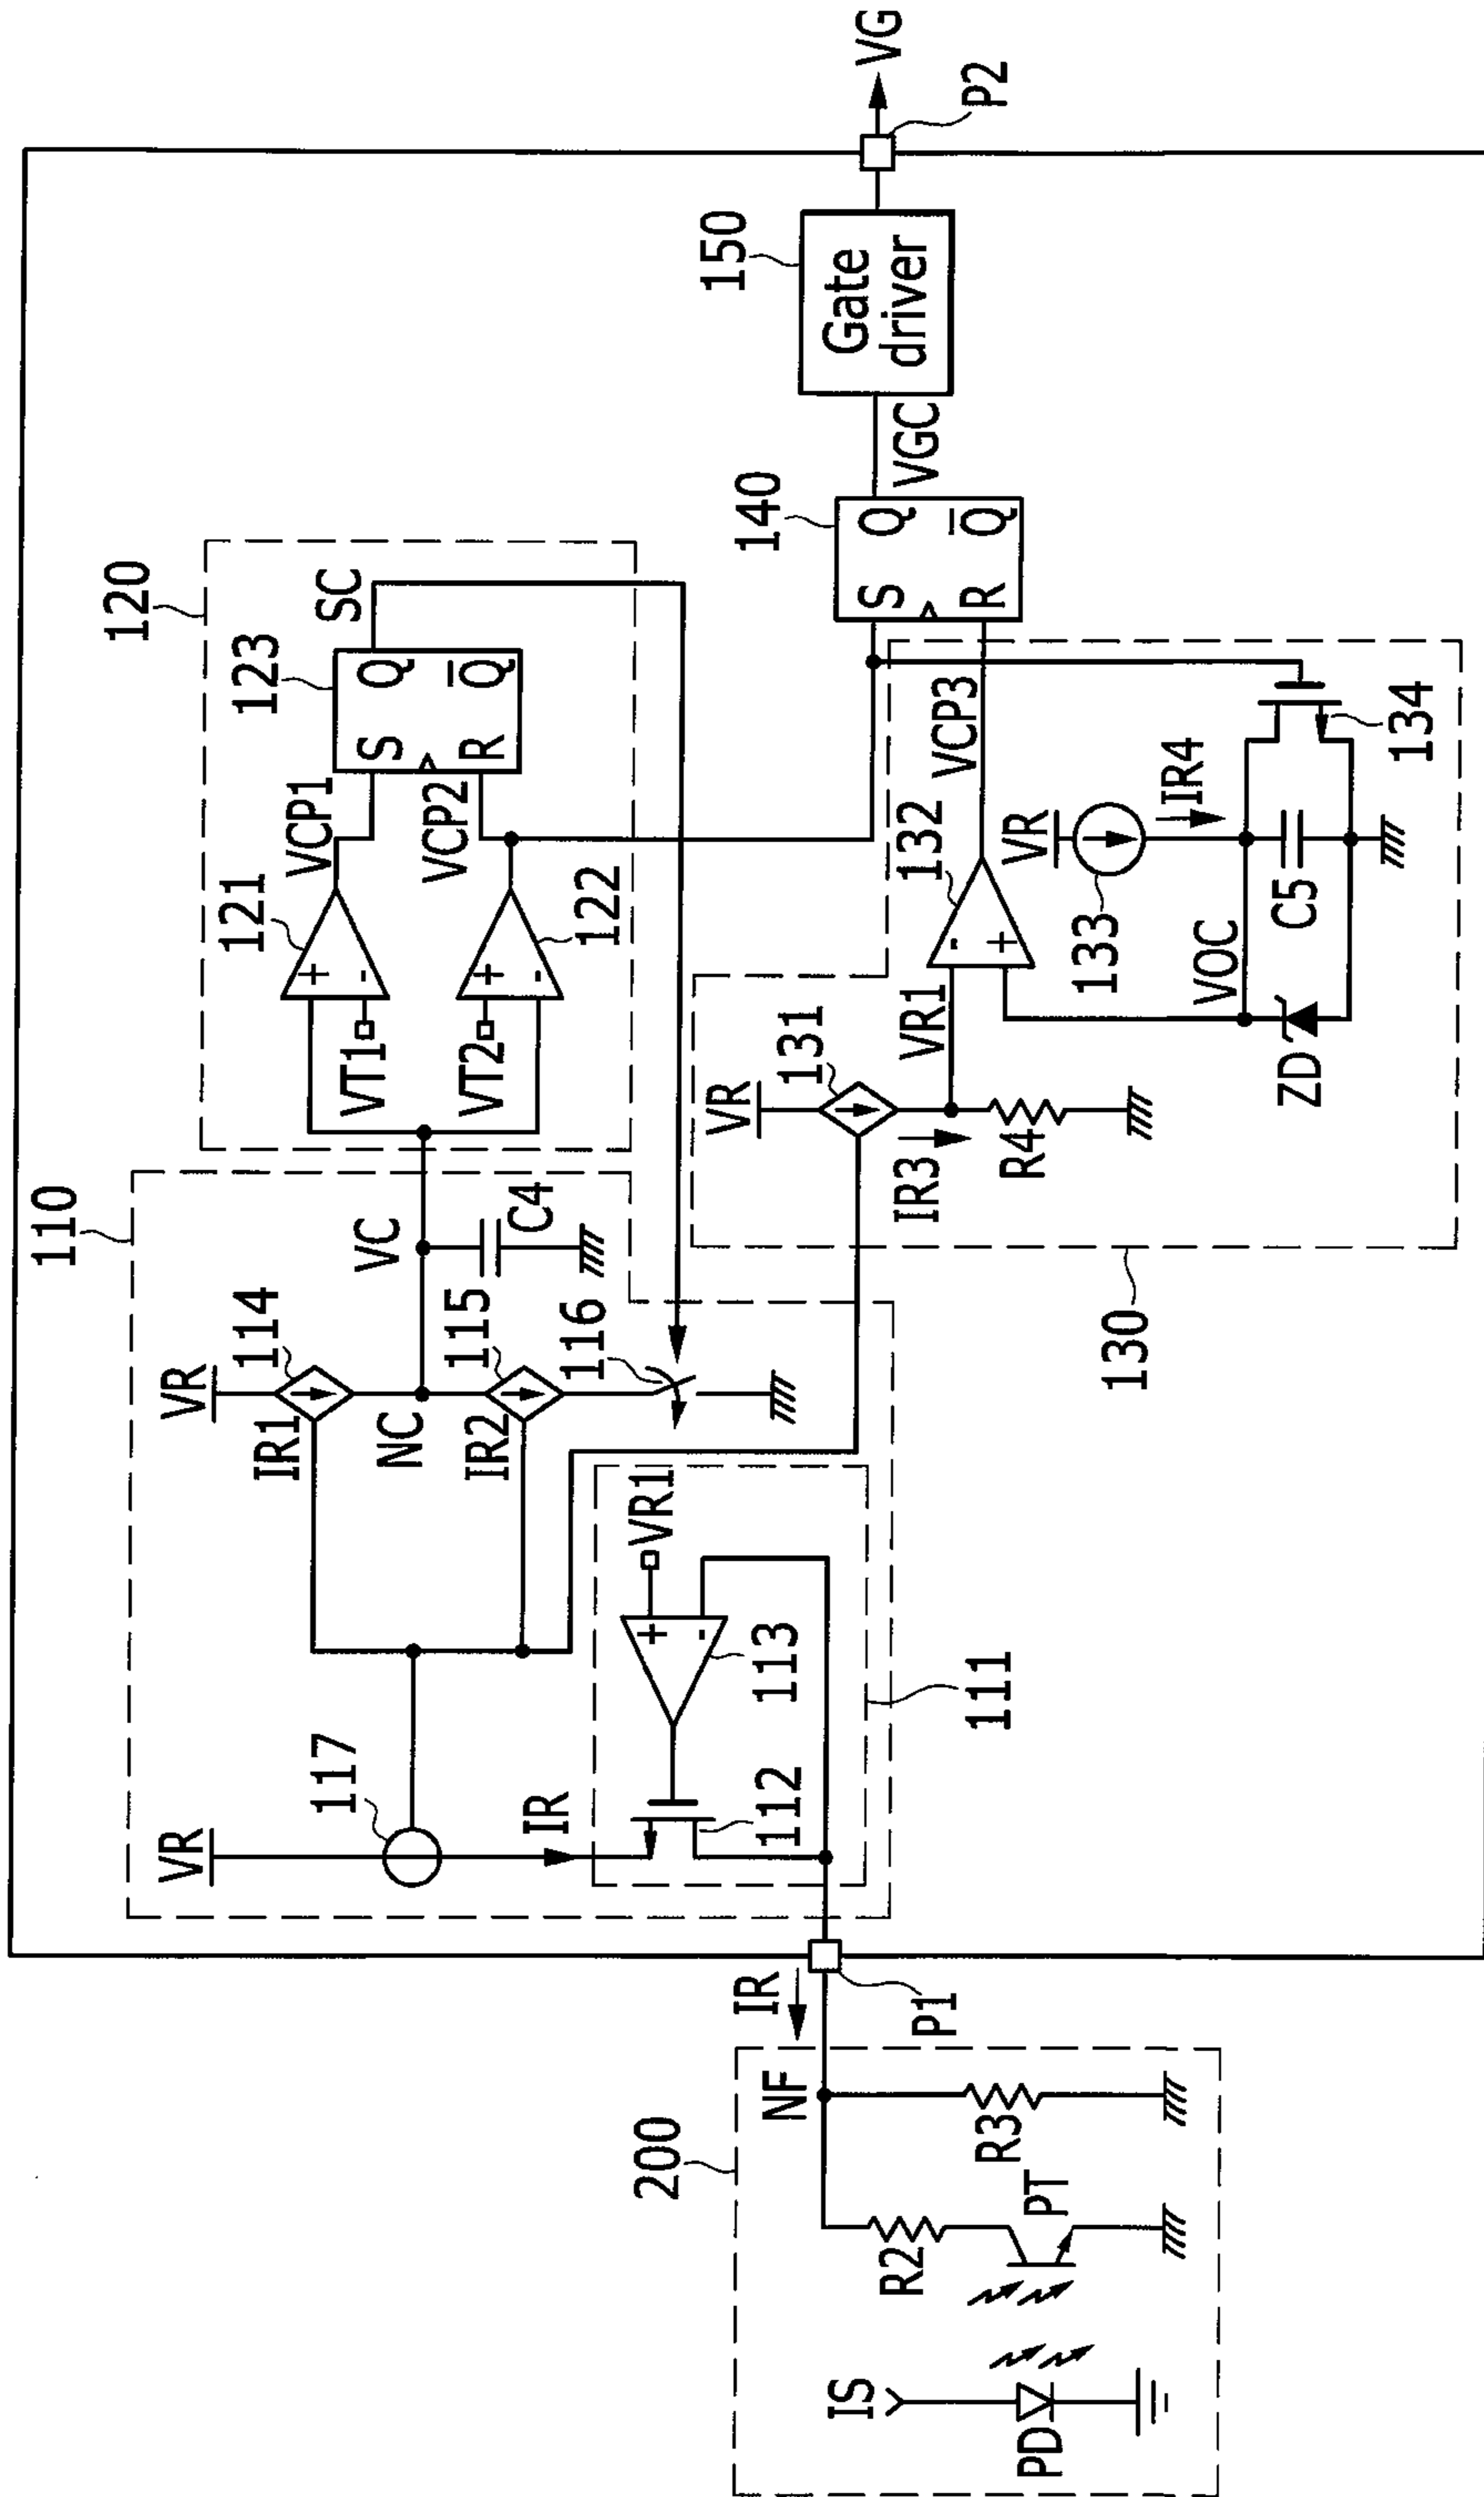 110
120
VR
117
IR
VR
114
IR1
NC
VC
115
IR2
C4
116
121
VCP1
VT1
+
-
VT2
+
-
VCP2
122
123
S
Q
R
Q̅
SC
VR1
+
-
113
112
111
200
IS
PD
R2
PT
NF
R3
IR
P1
VR
131
VR1
IR3
R4
130
132
-
+
VCP3
VR
133
IR4
VOC
ZD
C5
134
140
S
Q
R
Q̅
VGC
150
Gate
driver
VG
P2